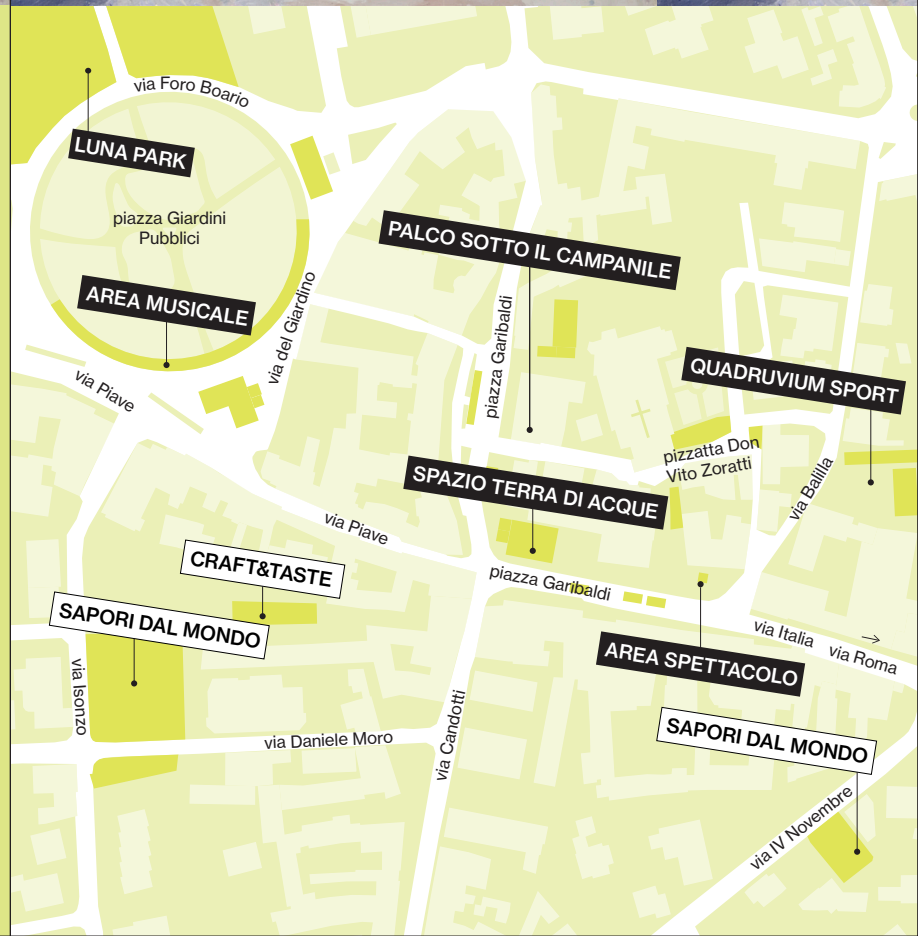 via Foro Boario
LUNA PARK
piazza Giardini
Pubblici
PALCO SOTTO IL CAMPANILE
AREA MUSICALE
via del Giardino
piazza Garibaldi
via Piave
QUADRUVIUM SPORT
pizzatta Don
Vito Zoratti
via Balilla
SPAZIO TERRA DI ACQUE
via Piave
CRAFT&TASTE
piazza Garibaldi
SAPORI DAL MONDO
via Italia
via Roma
→
AREA SPETTACOLO
via Isonzo
via Daniele Moro
via Candotti
SAPORI DAL MONDO
via IV Novembre